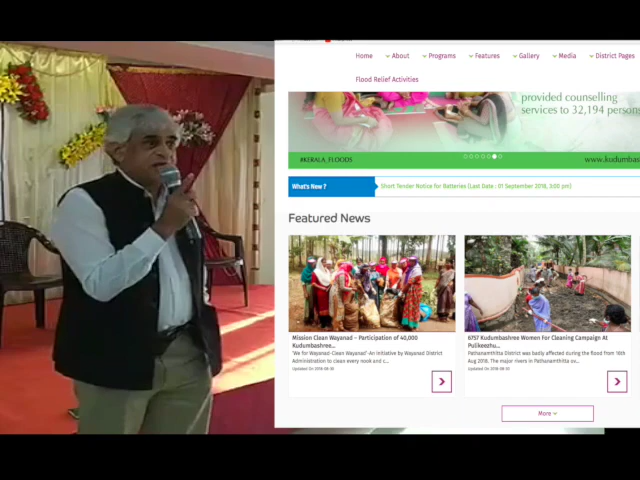 Home
About
Programs
Features
Gallery
Media
District Pages
Flood Relief Activities
provided counselling
services to 32,194 persons
#KERALA_FLOODS
www.kudumbas
What's New ?
Short Tender Notice for Batteries (Last Date : 01 September 2018, 3:00 pm)
Featured News
Mission Clean Wayanad - Participation of 40,000
Kudumbashree...
'We for Wayanad-Clean Wayanad'-An initiative by Wayanad District
Administration to clean every nook and c...
6757 Kudumbashree Women For Cleaning Campaign At
Pathanamthitta District was badly affected during the flood from 16th
Aug 2018. The major rivers in Pathanamthitta ov...
More